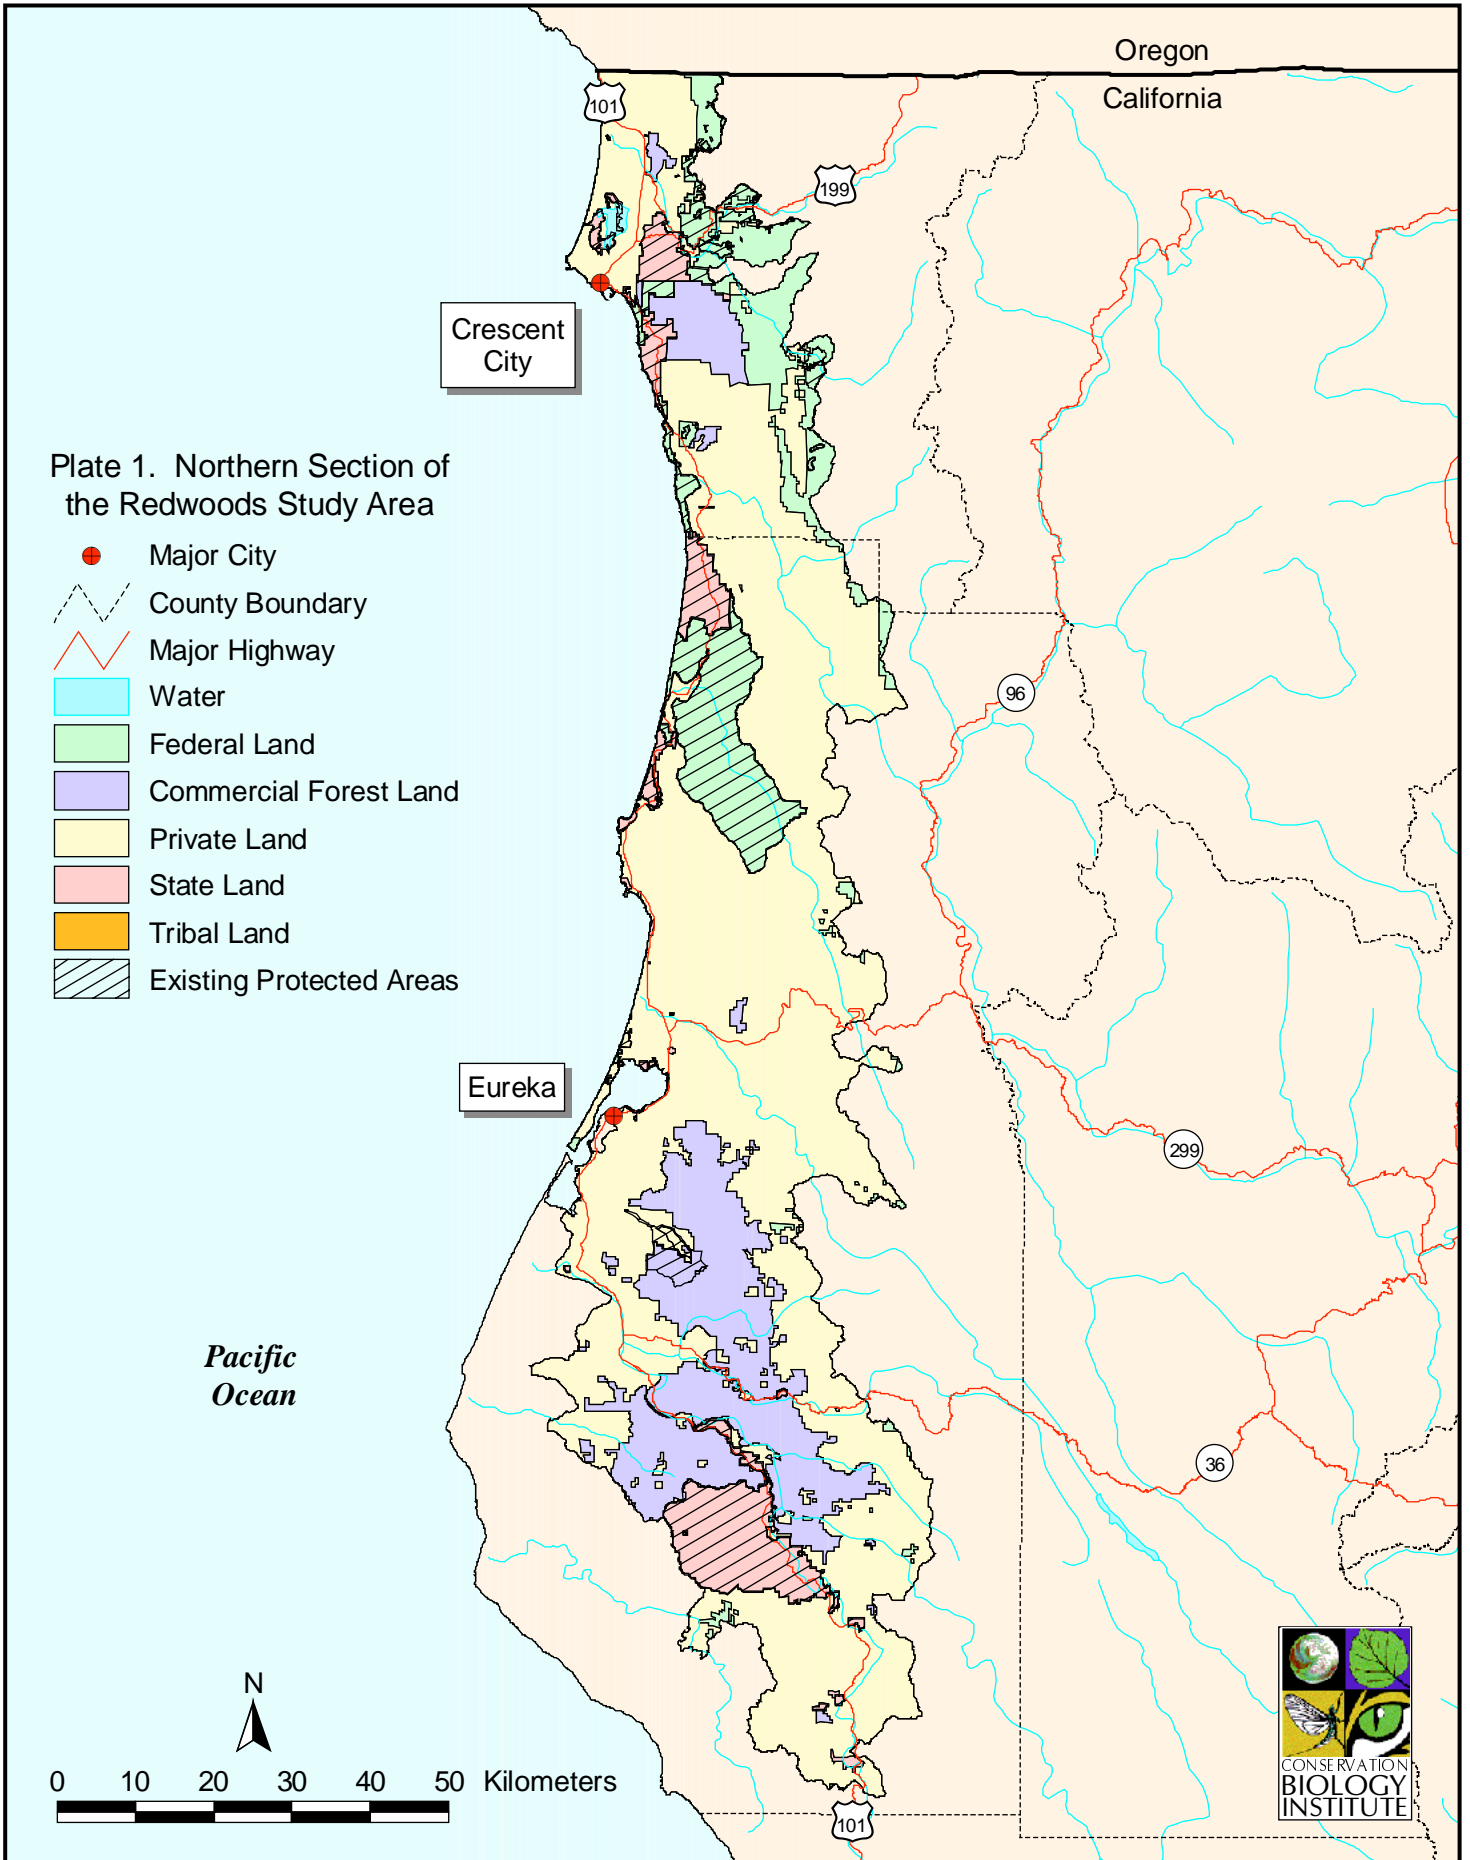 Oregon
California
101
199
Crescent
City
Plate 1. Northern Section of
the Redwoods Study Area
Major City
County Boundary
Major Highway
Water
Federal Land
Commercial Forest Land
Private Land
State Land
Tribal Land
Existing Protected Areas
96
Eureka
299
Pacific
Ocean
36
N
0 10 20 30 40 50 Kilometers
101
CONSERVATION
BIOLOGY
INSTITUTE